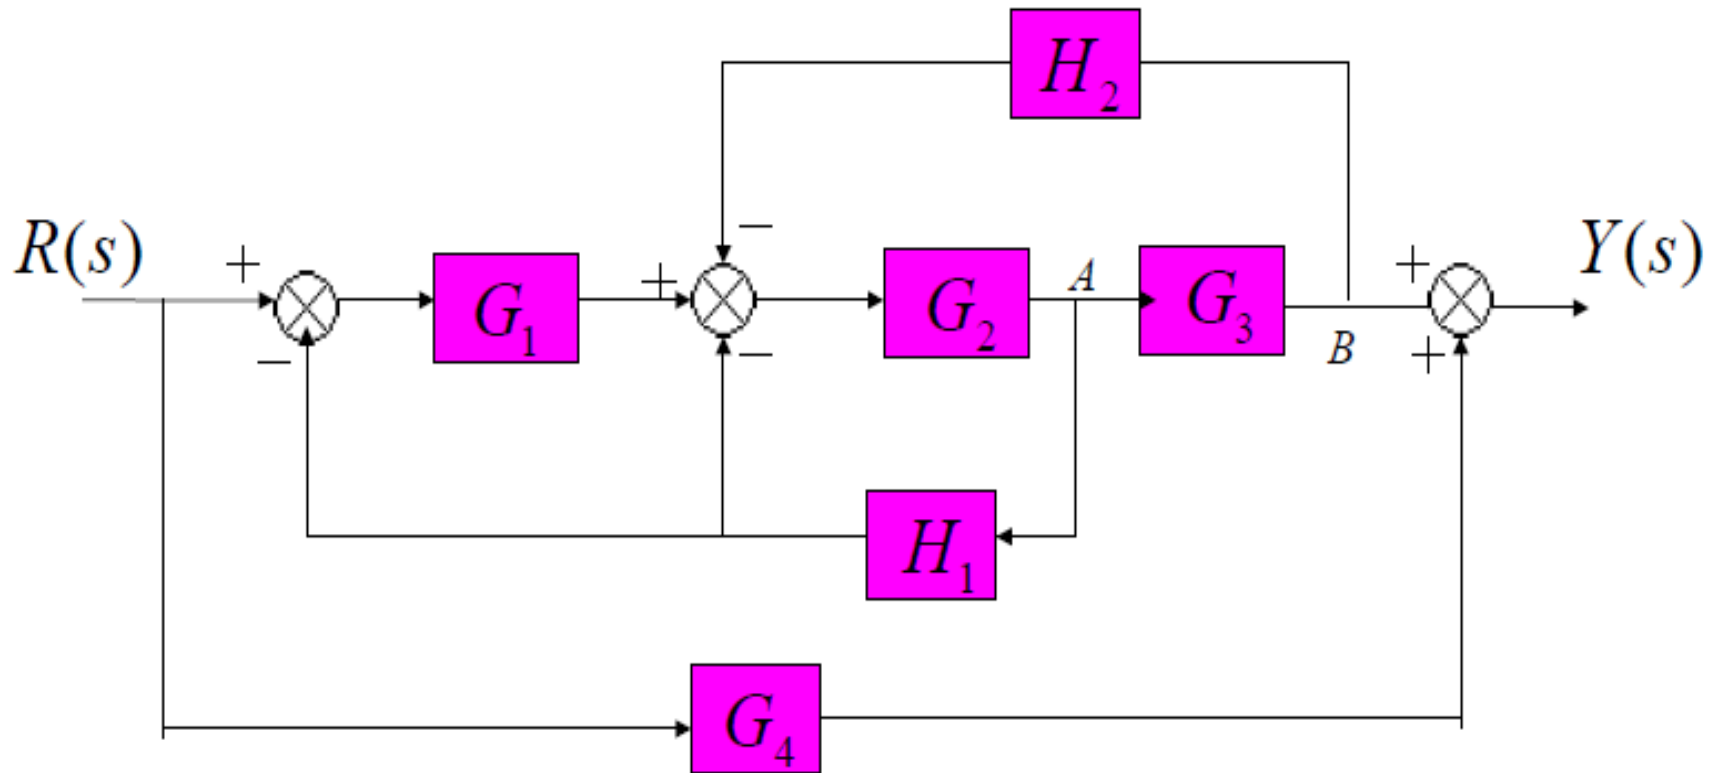 H₂
R(s) + − G₁ + − − G₂ A G₃ B + + Y(s)
H₁
G₄